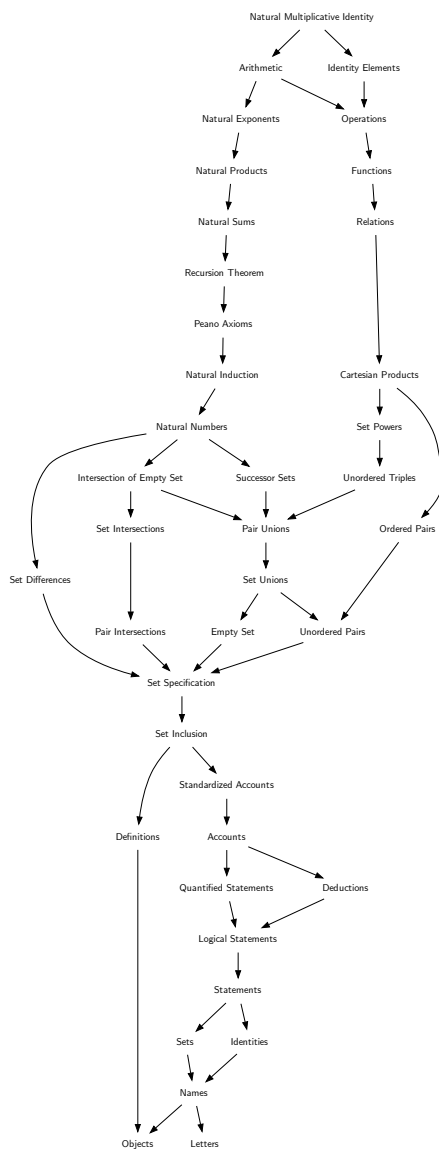 Natural Multiplicative Identity
Arithmetic
Identity Elements
Natural Exponents
Operations
Natural Products
Functions
Natural Sums
Relations
Recursion Theorem
Peano Axioms
Natural Induction
Cartesian Products
Natural Numbers
Set Powers
Intersection of Empty Set
Successor Sets
Unordered Triples
Set Intersections
Pair Unions
Ordered Pairs
Set Differences
Set Unions
Pair Intersections
Empty Set
Unordered Pairs
Set Specification
Set Inclusion
Standardized Accounts
Definitions
Accounts
Quantified Statements
Deductions
Logical Statements
Statements
Sets
Identities
Names
Objects
Letters